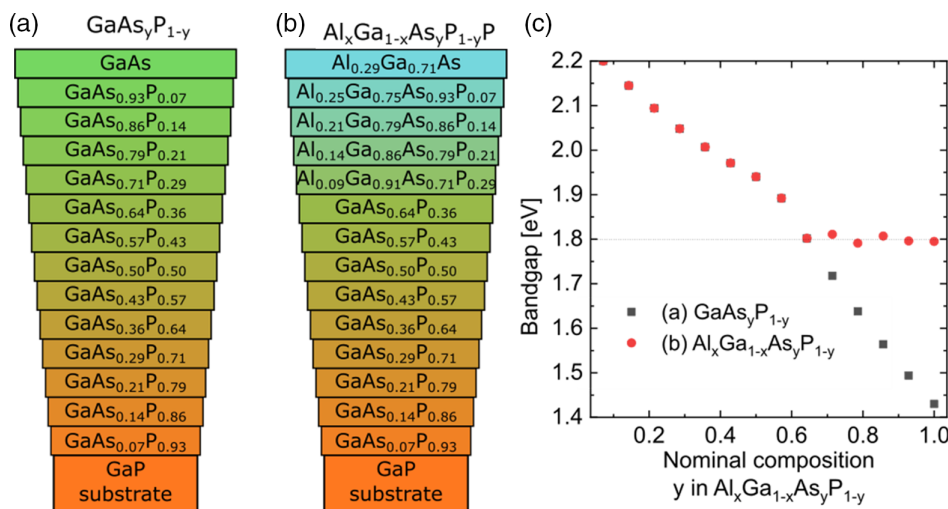 (a)
GaAsyP1-y
GaAs
GaAs0.93P0.07
GaAs0.86P0.14
GaAs0.79P0.21
GaAs0.71P0.29
GaAs0.64P0.36
GaAs0.57P0.43
GaAs0.50P0.50
GaAs0.43P0.57
GaAs0.36P0.64
GaAs0.29P0.71
GaAs0.21P0.79
GaAs0.14P0.86
GaAs0.07P0.93
GaP
substrate
(b)
AlxGa1-xAsyP1-yP
Al0.29Ga0.71As
Al0.25Ga0.75As0.93P0.07
Al0.21Ga0.79As0.86P0.14
Al0.14Ga0.86As0.79P0.21
Al0.09Ga0.91As0.71P0.29
GaAs0.64P0.36
GaAs0.57P0.43
GaAs0.50P0.50
GaAs0.43P0.57
GaAs0.36P0.64
GaAs0.29P0.71
GaAs0.21P0.79
GaAs0.14P0.86
GaAs0.07P0.93
GaP
substrate
(c)
Bandgap [eV]
2.2
2.1
2.0
1.9
1.8
1.7
1.6
1.5
1.4
(a) GaAsyP1-y
(b) AlxGa1-xAsyP1-y
0.2 0.4 0.6 0.8 1.0
Nominal composition
y in AlxGa1-xAsyP1-y